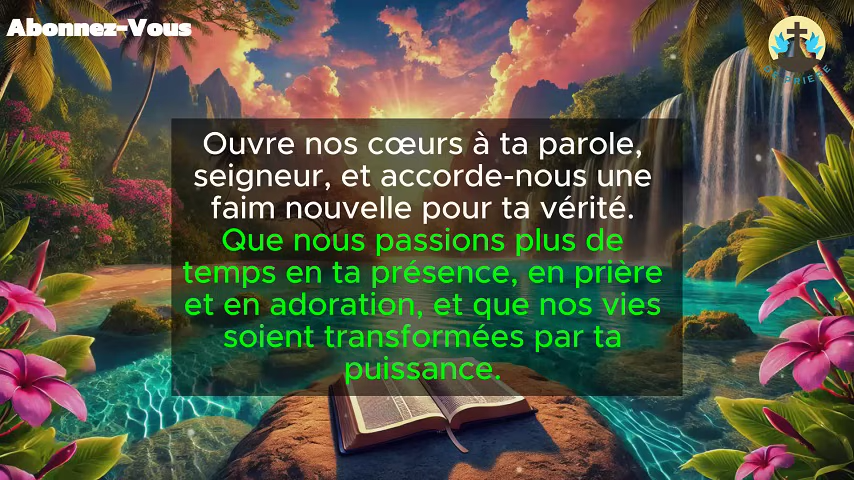 Abonnez-Vous
Ouvre nos cœurs à ta parole,
seigneur, et accorde-nous une
faim nouvelle pour ta vérité.
Que nous passions plus de
temps en ta présence, en prière
et en adoration, et que nos vies
soient transformées par ta
puissance.